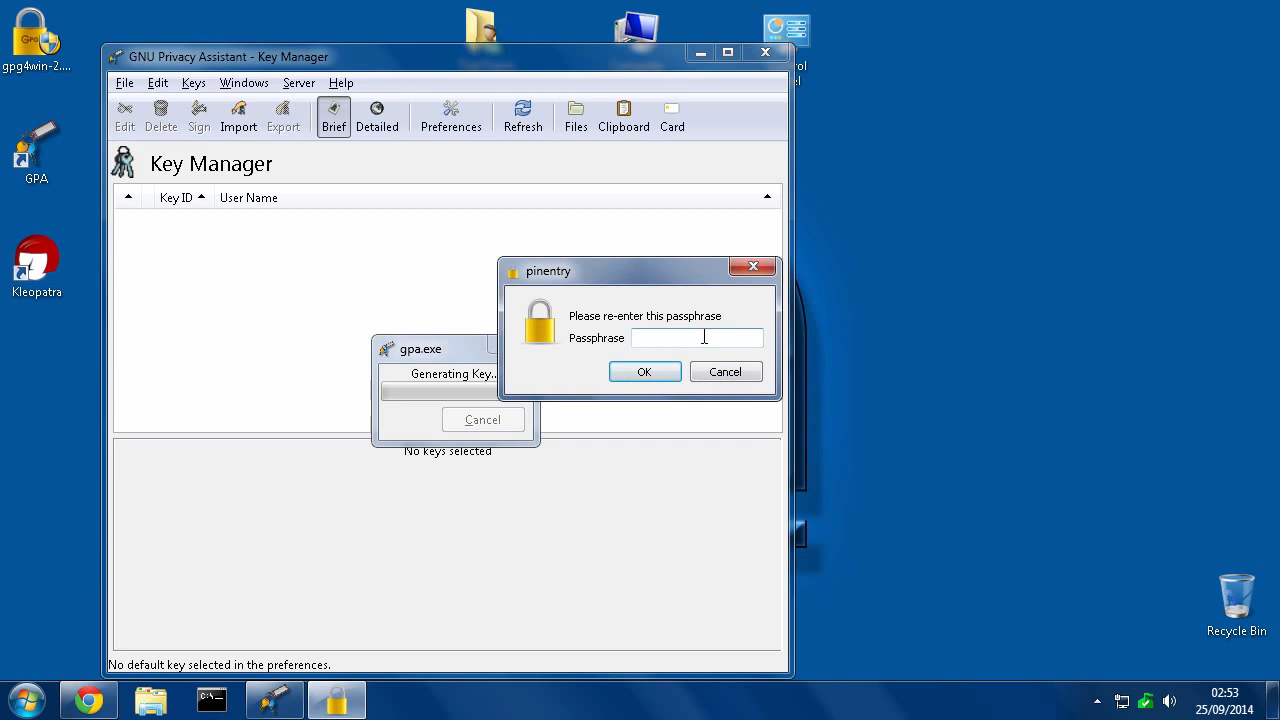 gpg4win-2....
GPA
Kleopatra
GNU Privacy Assistant - Key Manager
File Edit Keys Windows Server Help
Edit Delete Sign Import Export Brief Detailed Preferences Refresh Files Clipboard Card
Key Manager
Key ID User Name
pinentry
Please re-enter this passphrase
Passphrase
OK Cancel
gpa.exe
Generating Key...
Cancel
No keys selected
No default key selected in the preferences.
Recycle Bin
02:53
25/09/2014